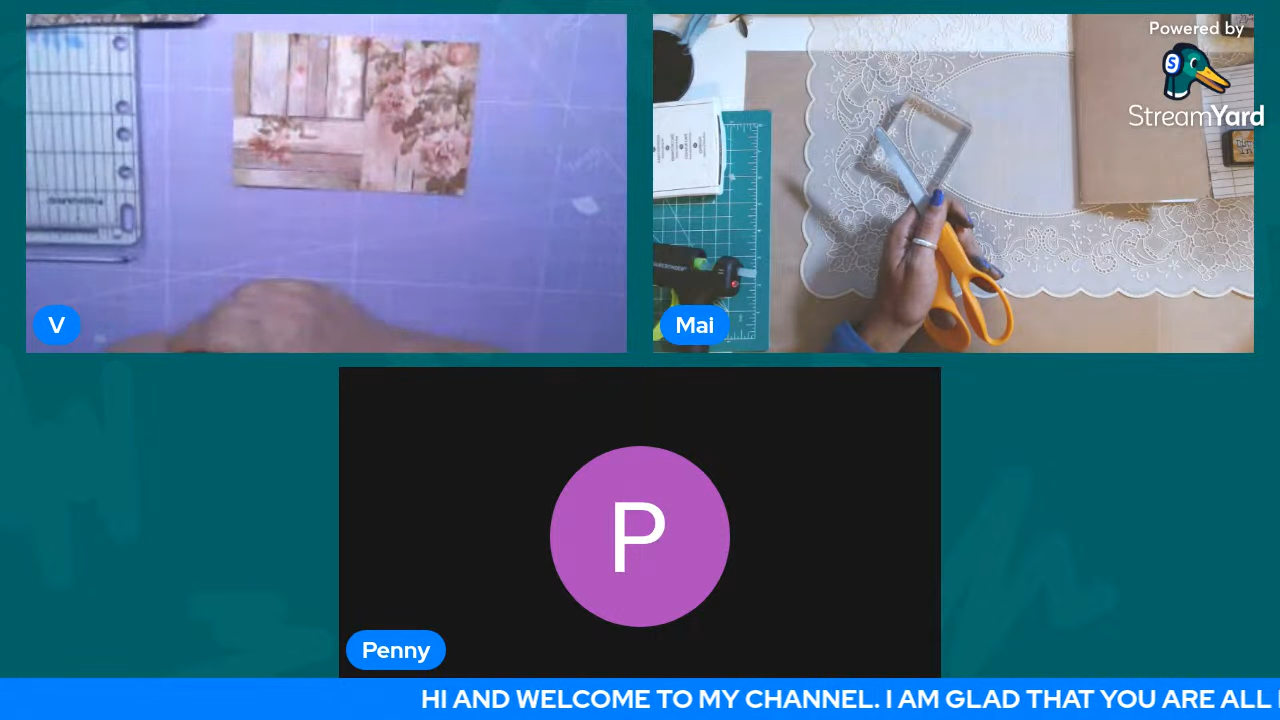 Powered by
S
StreamYard
V
Mai
P
Penny
HI AND WELCOME TO MY CHANNEL. I AM GLAD THAT YOU ARE ALL